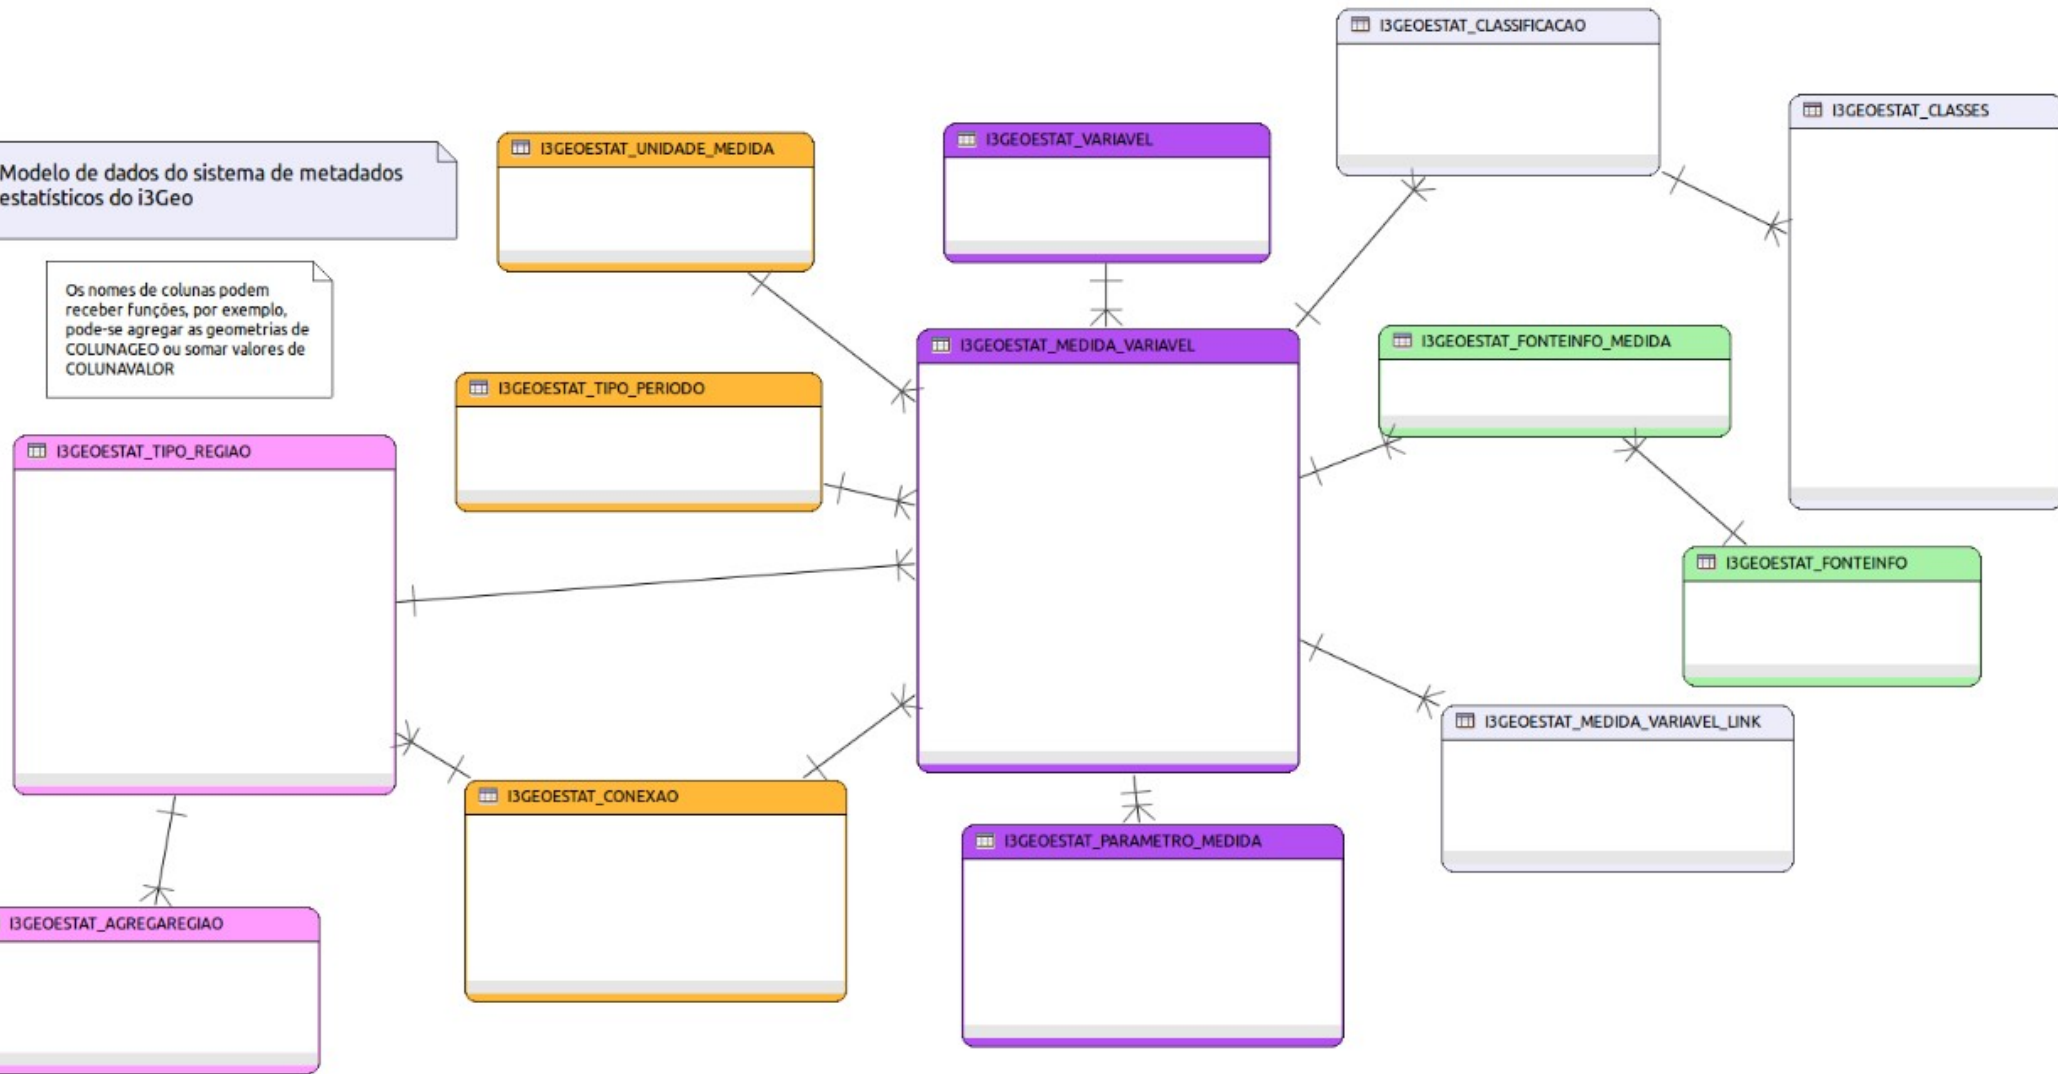 I3GEOESTAT_CLASSIFICACAO
I3GEOESTAT_CLASSES
I3GEOESTAT_UNIDADE_MEDIDA
I3GEOESTAT_VARIAVEL
Modelo de dados do sistema de metadados
estatísticos do i3Geo
Os nomes de colunas podem
receber funções, por exemplo,
pode-se agregar as geometrias de
COLUNAGEO ou somar valores de
COLUNAVALOR
I3GEOESTAT_MEDIDA_VARIAVEL
I3GEOESTAT_FONTEINFO_MEDIDA
I3GEOESTAT_TIPO_PERIODO
I3GEOESTAT_TIPO_REGIAO
I3GEOESTAT_FONTEINFO
I3GEOESTAT_MEDIDA_VARIAVEL_LINK
I3GEOESTAT_CONEXAO
I3GEOESTAT_PARAMETRO_MEDIDA
I3GEOESTAT_AGREGAREGIAO